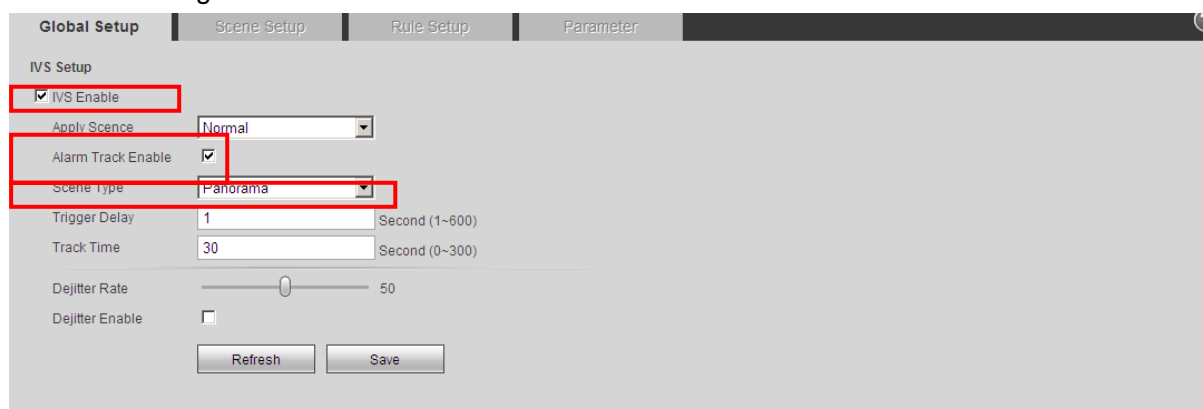 Global Setup Scene Setup Rule Setup Parameter
IVS Setup
IVS Enable
Apply Scence Normal
Alarm Track Enable
Scene Type Panorama
Trigger Delay 1 Second (1~600)
Track Time 30 Second (0~300)
Dejitter Rate 50
Dejitter Enable
Refresh Save